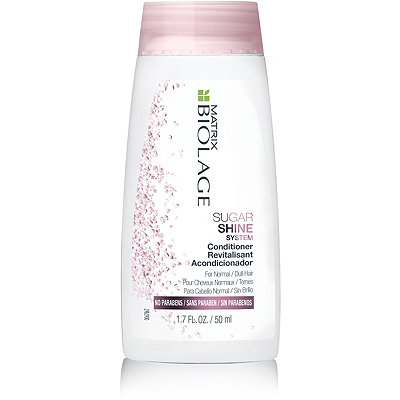 MATRIX
BIOLAGE
SUGAR
SHINE
SYSTEM
Conditioner
Revitalisant
Acondicionador
For Normal / Dull Hair
Pour Cheveux Normaux / Ternes
Para Cabello Normal / Sin Brillo
NO PARABENS / SANS PARABEN / SIN PARABENOS
1.7 FL. OZ. / 50 ml